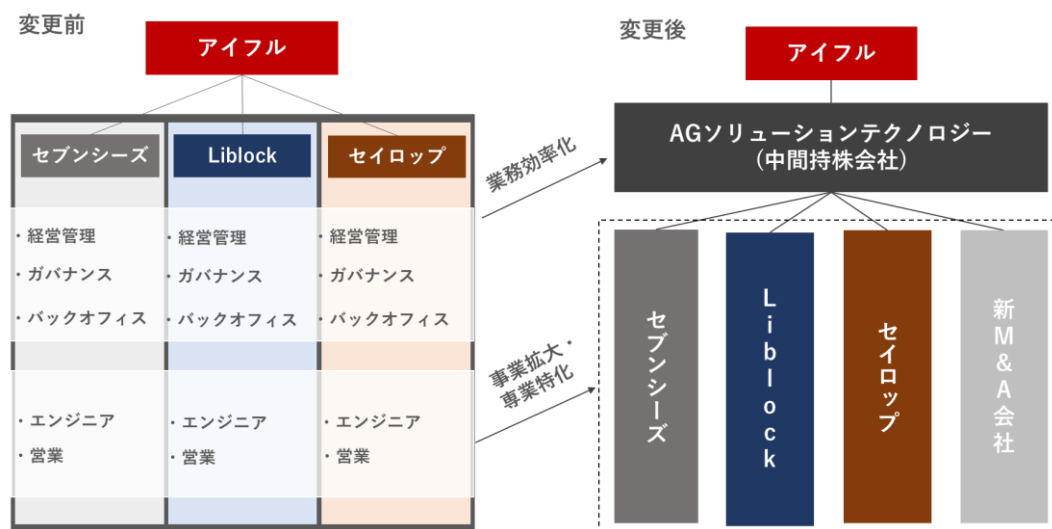 変更前
アイフル
セブンシーズ
Liblock
セイロップ
・経営管理
・ガバナンス
・バックオフィス
・経営管理
・ガバナンス
・バックオフィス
・経営管理
・ガバナンス
・バックオフィス
・エンジニア
・営業
・エンジニア
・営業
・エンジニア
・営業
業務効率化
事業拡大・
専業特化
変更後
アイフル
AGソリューションテクノロジー
(中間持株会社)
セブンシーズ
Liblock
セイロップ
新M&A会社